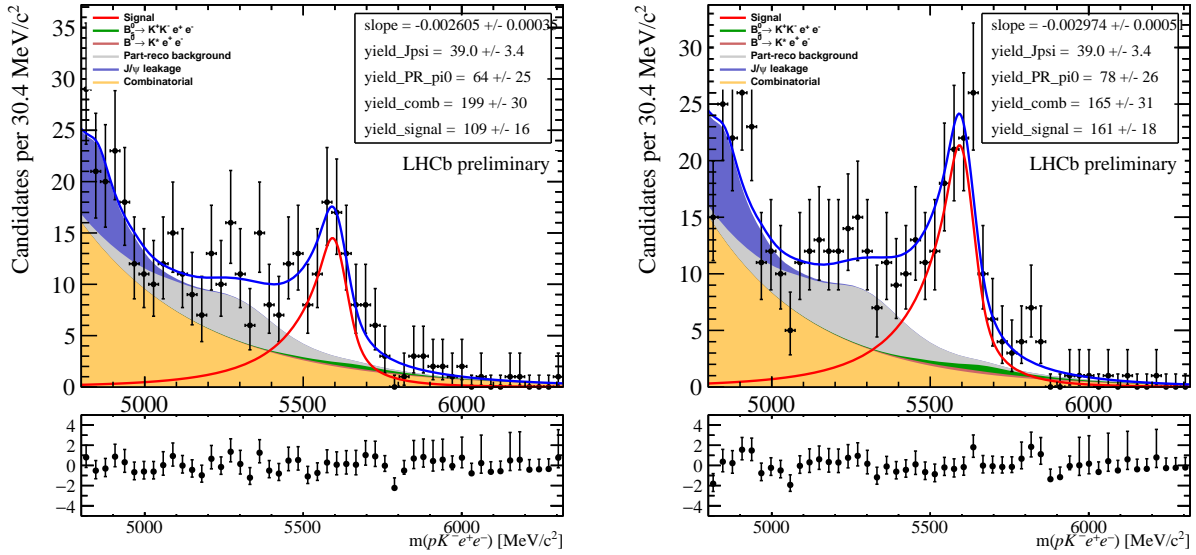 Candidates per 30.4 MeV/c²
35
30
25
20
15
10
5
0
Signal
B⁰ₛ→ K⁺K⁻ e⁺ e⁻
Part-reco background
J/ψ leakage
Combinatorial
slope = -0.002605 +/- 0.00035
yield_Jpsi = 39.0 +/- 3.4
yield_PR_pi0 = 64 +/- 25
yield_comb = 199 +/- 30
yield_signal = 109 +/- 16
LHCb preliminary
5000 5500 6000
4
2
0
−2
−4
5000 5500 6000
m(pK⁻e⁺e⁻) [MeV/c²]
Candidates per 30.4 MeV/c²
30
25
20
15
10
5
0
Signal
B⁰ₛ→ K⁺K⁻ e⁺ e⁻
Part-reco background
J/ψ leakage
Combinatorial
slope = -0.002974 +/- 0.00051
yield_Jpsi = 39.0 +/- 3.4
yield_PR_pi0 = 78 +/- 26
yield_comb = 165 +/- 31
yield_signal = 161 +/- 18
LHCb preliminary
5000 5500 6000
4
2
0
−2
−4
5000 5500 6000
m(pK⁻e⁺e⁻) [MeV/c²]